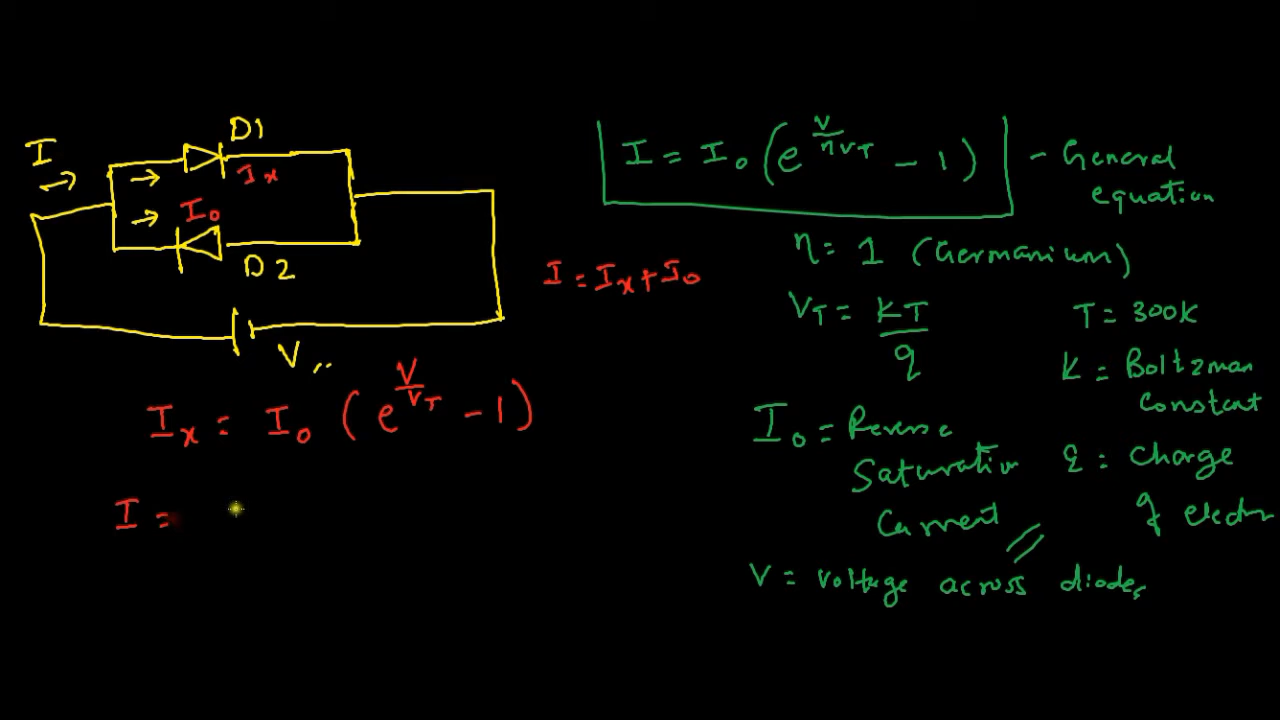 I
D1
Ix
I0
D2
V
I = Ix + I0
Ix = I0 ( e^(V/VT) - 1 )
I =
I = I0 ( e^(V/ηVT) - 1 ) - General
equation
η = 1 (Germanium)
VT = KT/q
T = 300K
K = Boltzman
Constant
I0 = Reverse
Saturation
Current
q = Charge
of electron
V = voltage across diodes